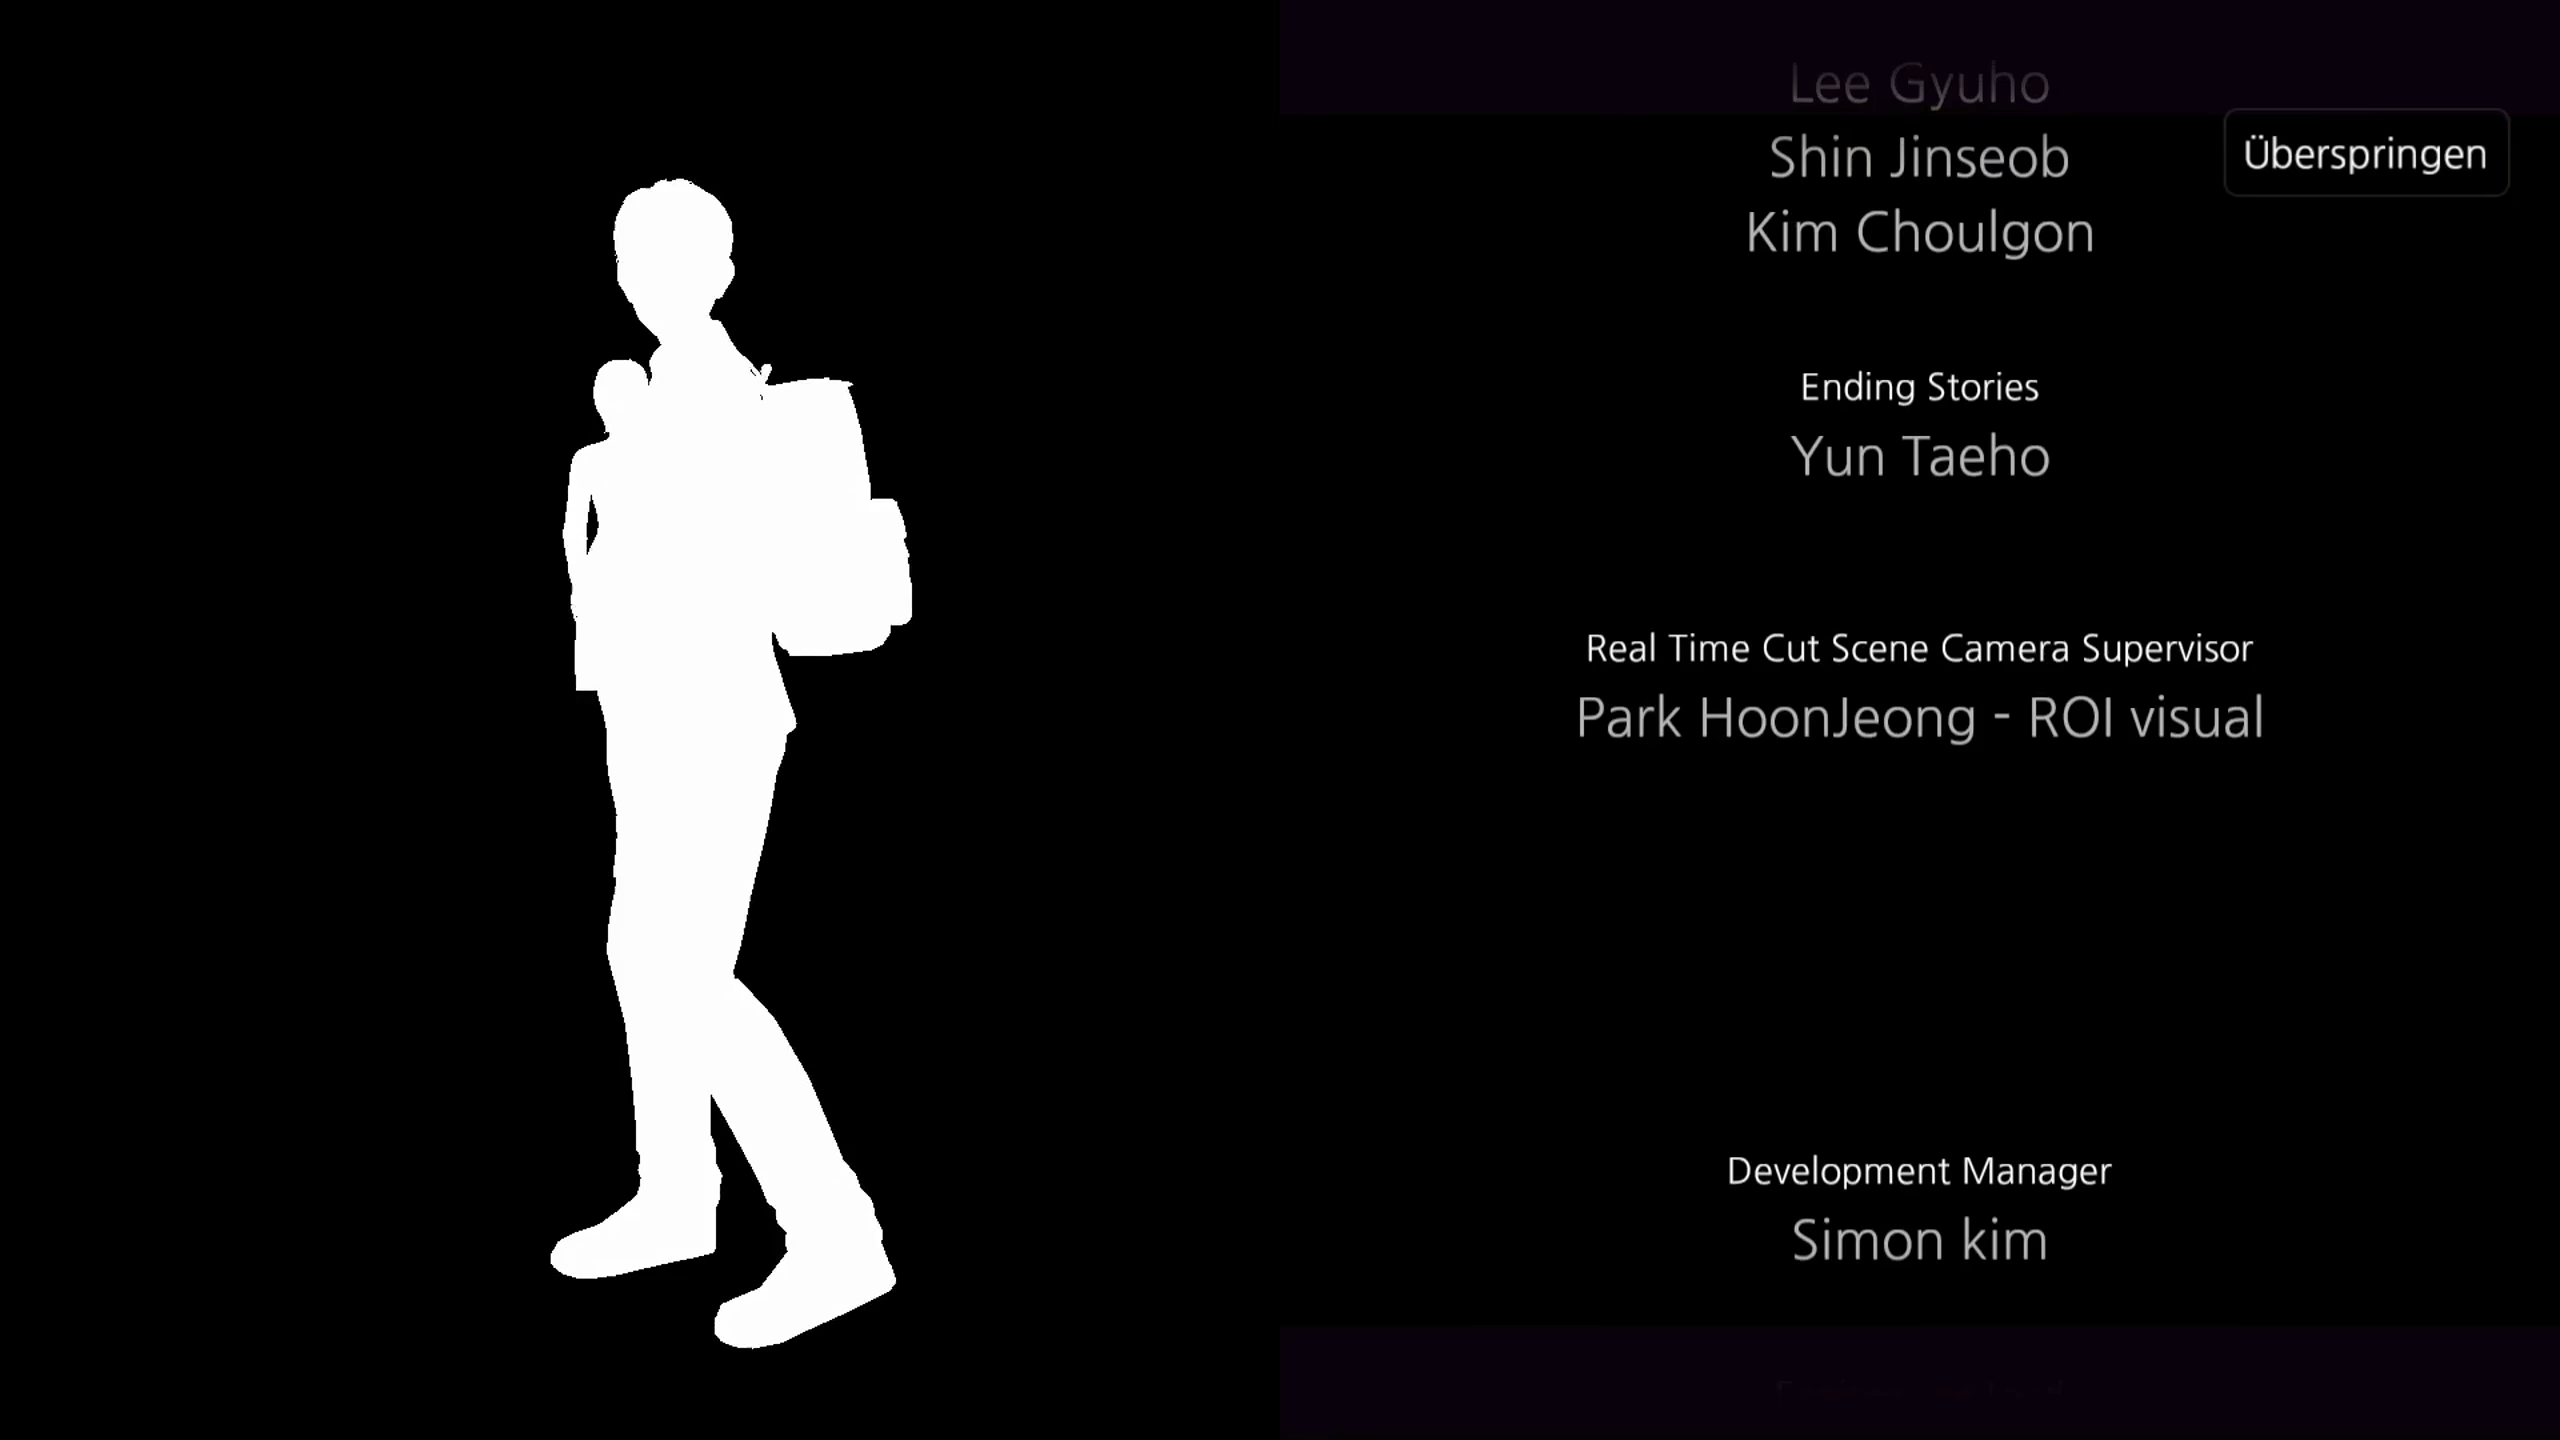 Lee Gyuho
Shin Jinseob
Überspringen
Kim Choulgon
Ending Stories
Yun Taeho
Real Time Cut Scene Camera Supervisor
Park HoonJeong - ROI visual
Development Manager
Simon kim